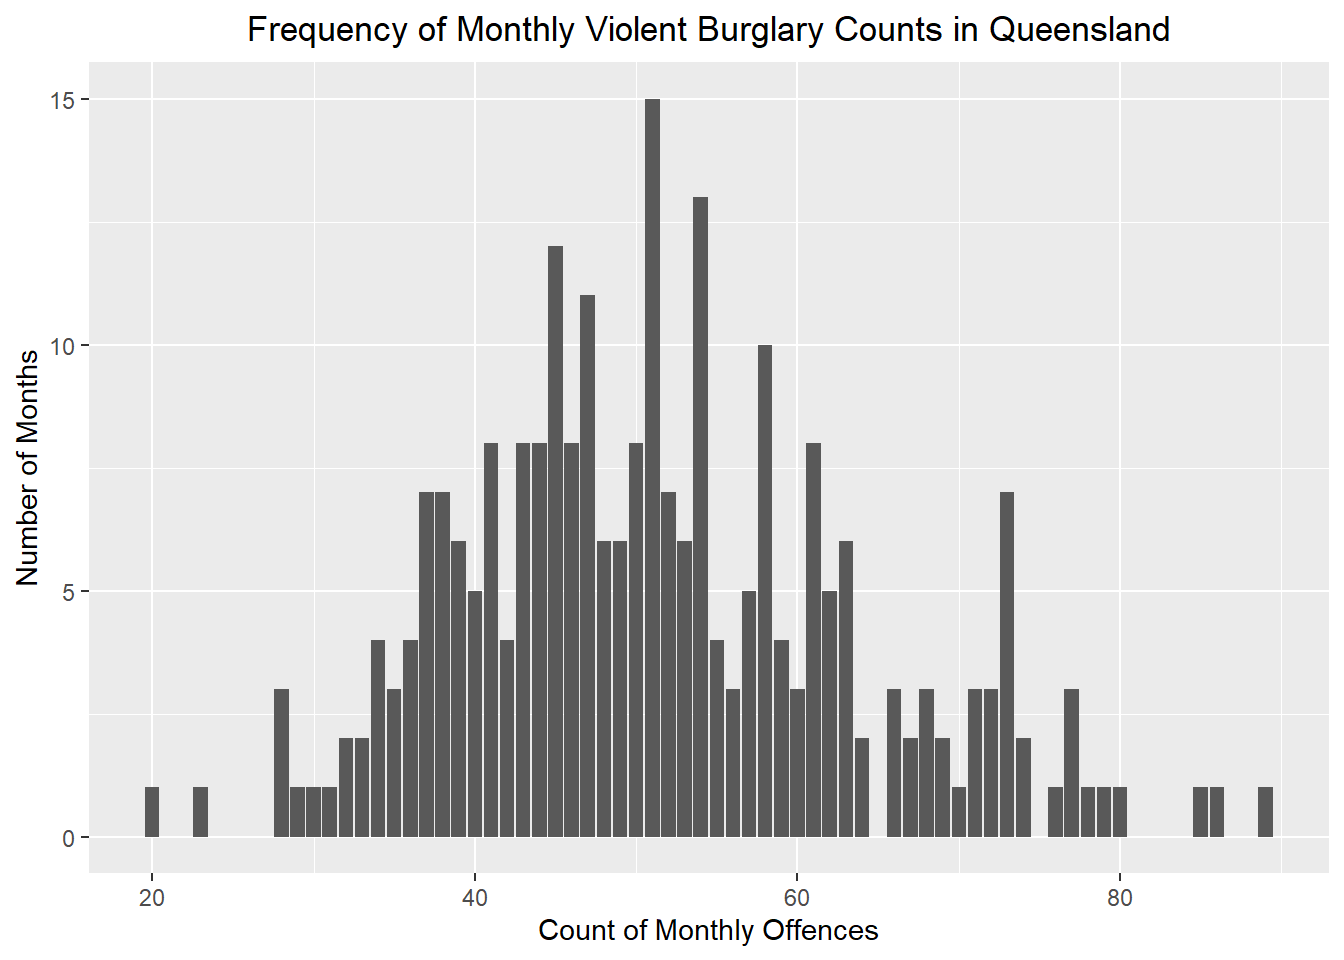 Frequency of Monthly Violent Burglary Counts in Queensland
15
10
5
0
Number of Months
20 40 60 80
Count of Monthly Offences